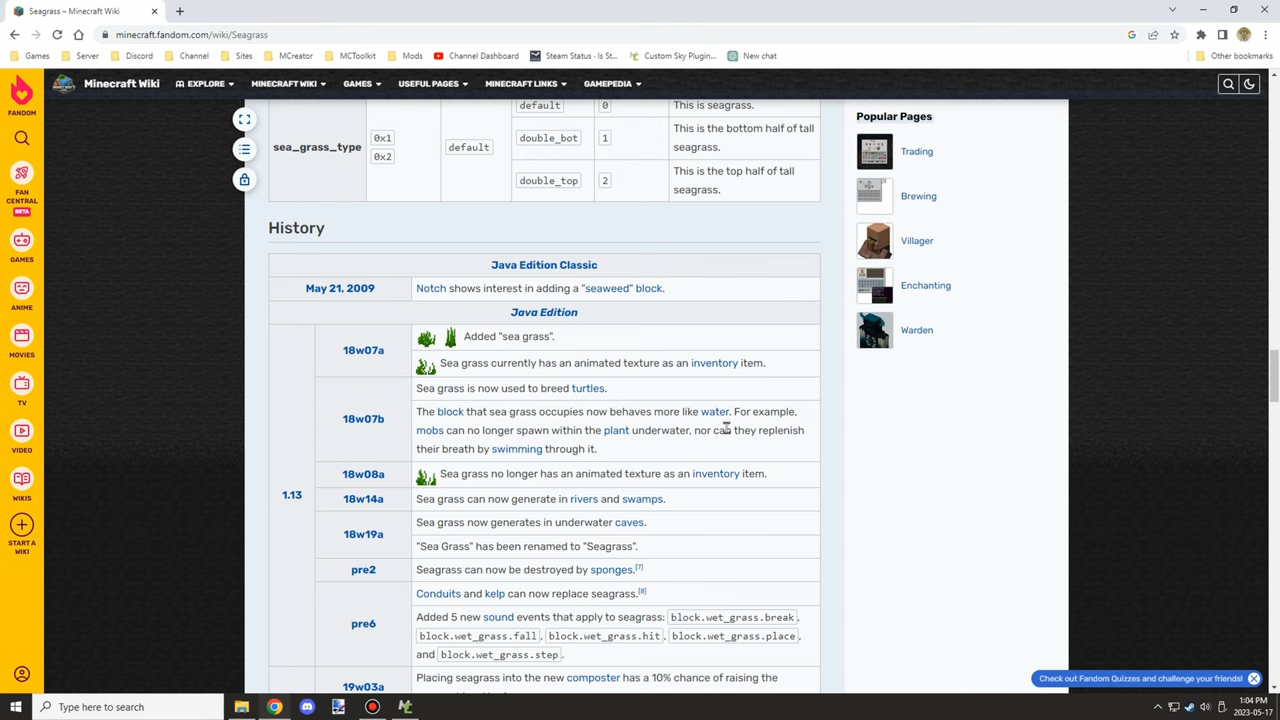 Seagrass – Minecraft Wiki
minecraft.fandom.com/wiki/Seagrass
Games Server Discord Channel Sites MCreator MCToolkit Mods Channel Dashboard Steam Status - Is St... Custom Sky Plugin,... New chat Other bookmarks
Minecraft Wiki EXPLORE MINECRAFT WIKI GAMES USEFUL PAGES MINECRAFT LINKS GAMEPEDIA
FANDOM
FAN CENTRAL
BETA
GAMES
ANIME
MOVIES
TV
VIDEO
WIKIS
START A WIKI
default 0 This is seagrass.
sea_grass_type 0x1
0x2 default
double_bot 1 This is the bottom half of tall
seagrass.
double_top 2 This is the top half of tall
seagrass.
History
Java Edition Classic
May 21, 2009 Notch shows interest in adding a "seaweed" block.
Java Edition
1.13
18w07a Added "sea grass".
Sea grass currently has an animated texture as an inventory item.
18w07b Sea grass is now used to breed turtles.
The block that sea grass occupies now behaves more like water. For example,
mobs can no longer spawn within the plant underwater, nor can they replenish
their breath by swimming through it.
18w08a Sea grass no longer has an animated texture as an inventory item.
18w14a Sea grass can now generate in rivers and swamps.
18w19a Sea grass now generates in underwater caves.
"Sea Grass" has been renamed to "Seagrass".
pre2 Seagrass can now be destroyed by sponges.[7]
pre6 Conduits and kelp can now replace seagrass.[8]
Added 5 new sound events that apply to seagrass: block.wet_grass.break,
block.wet_grass.fall, block.wet_grass.hit, block.wet_grass.place,
and block.wet_grass.step.
19w03a Placing seagrass into the new composter has a 10% chance of raising the
Popular Pages
Trading
Brewing
Villager
Enchanting
Warden
Check out Fandom Quizzes and challenge your friends!
Type here to search
1:04 PM
2023-05-17